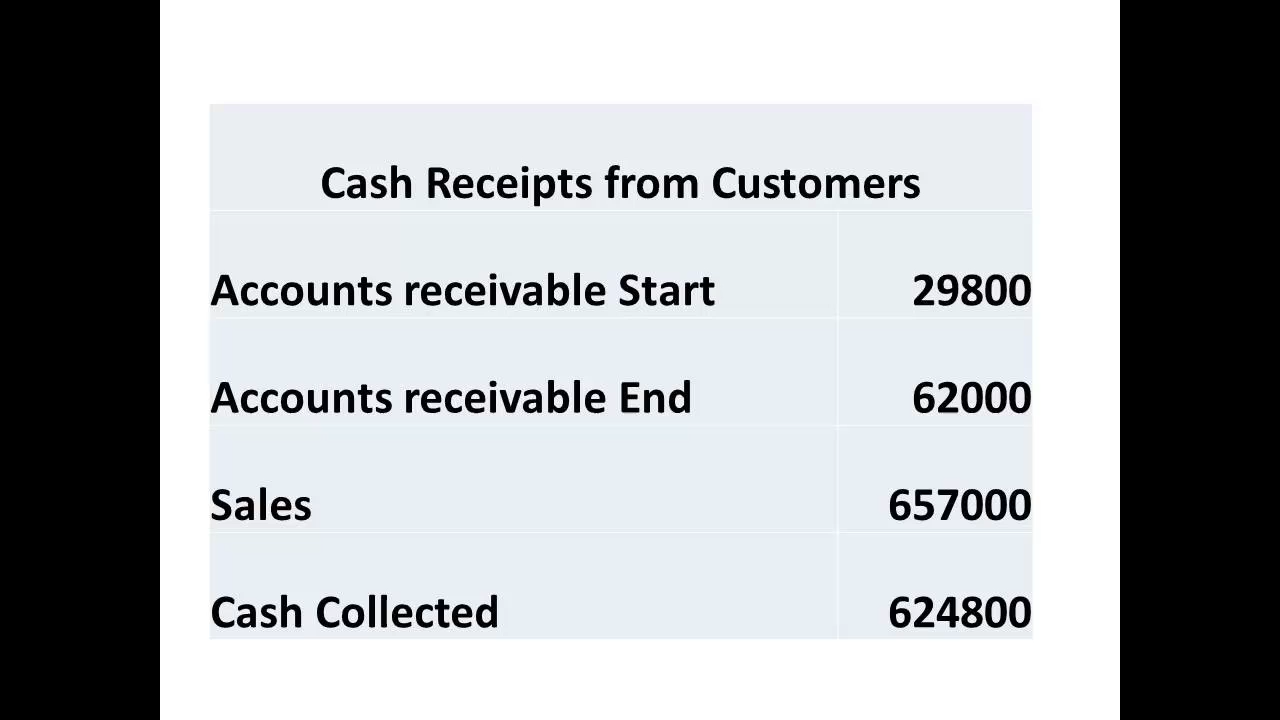 Cash Receipts from Customers
Accounts receivable Start 29800
Accounts receivable End 62000
Sales 657000
Cash Collected 624800